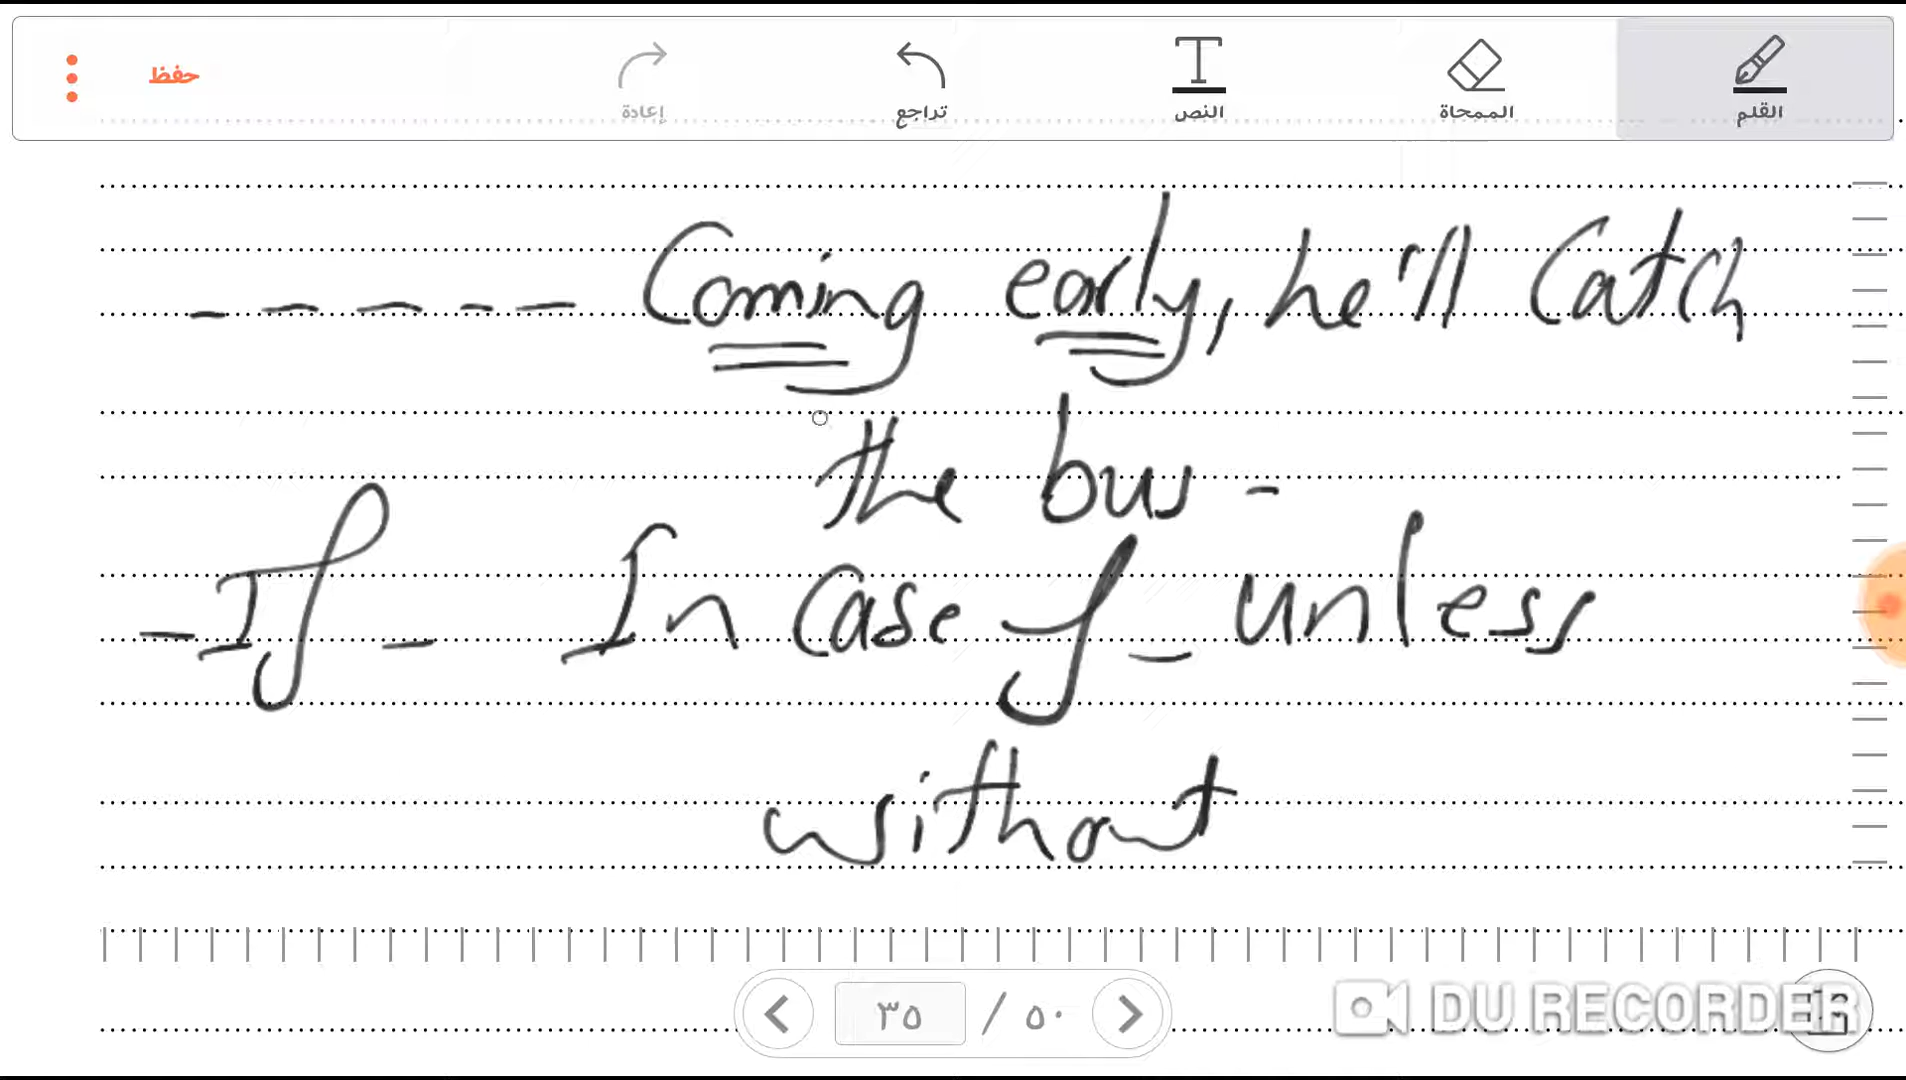 حفظ إعادة تراجع النص الممحاة القلم
----- Coming early, he'll Catch
the bus -
- If - In Case of - unless
without
٣٥ / ٥٠
DU RECORDER